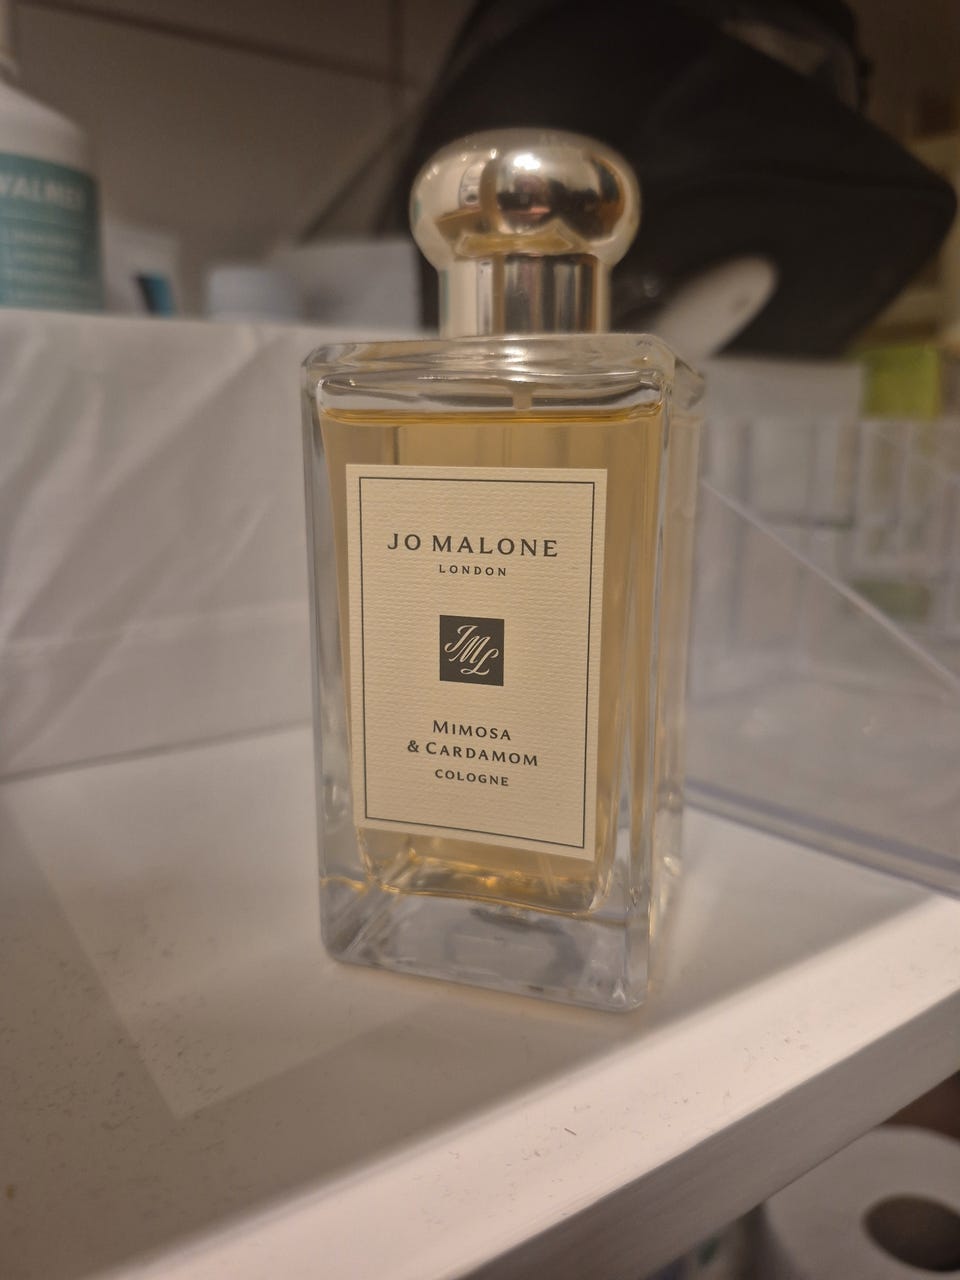 JO MALONE
LONDON
JML
MIMOSA
& CARDAMOM
COLOGNE